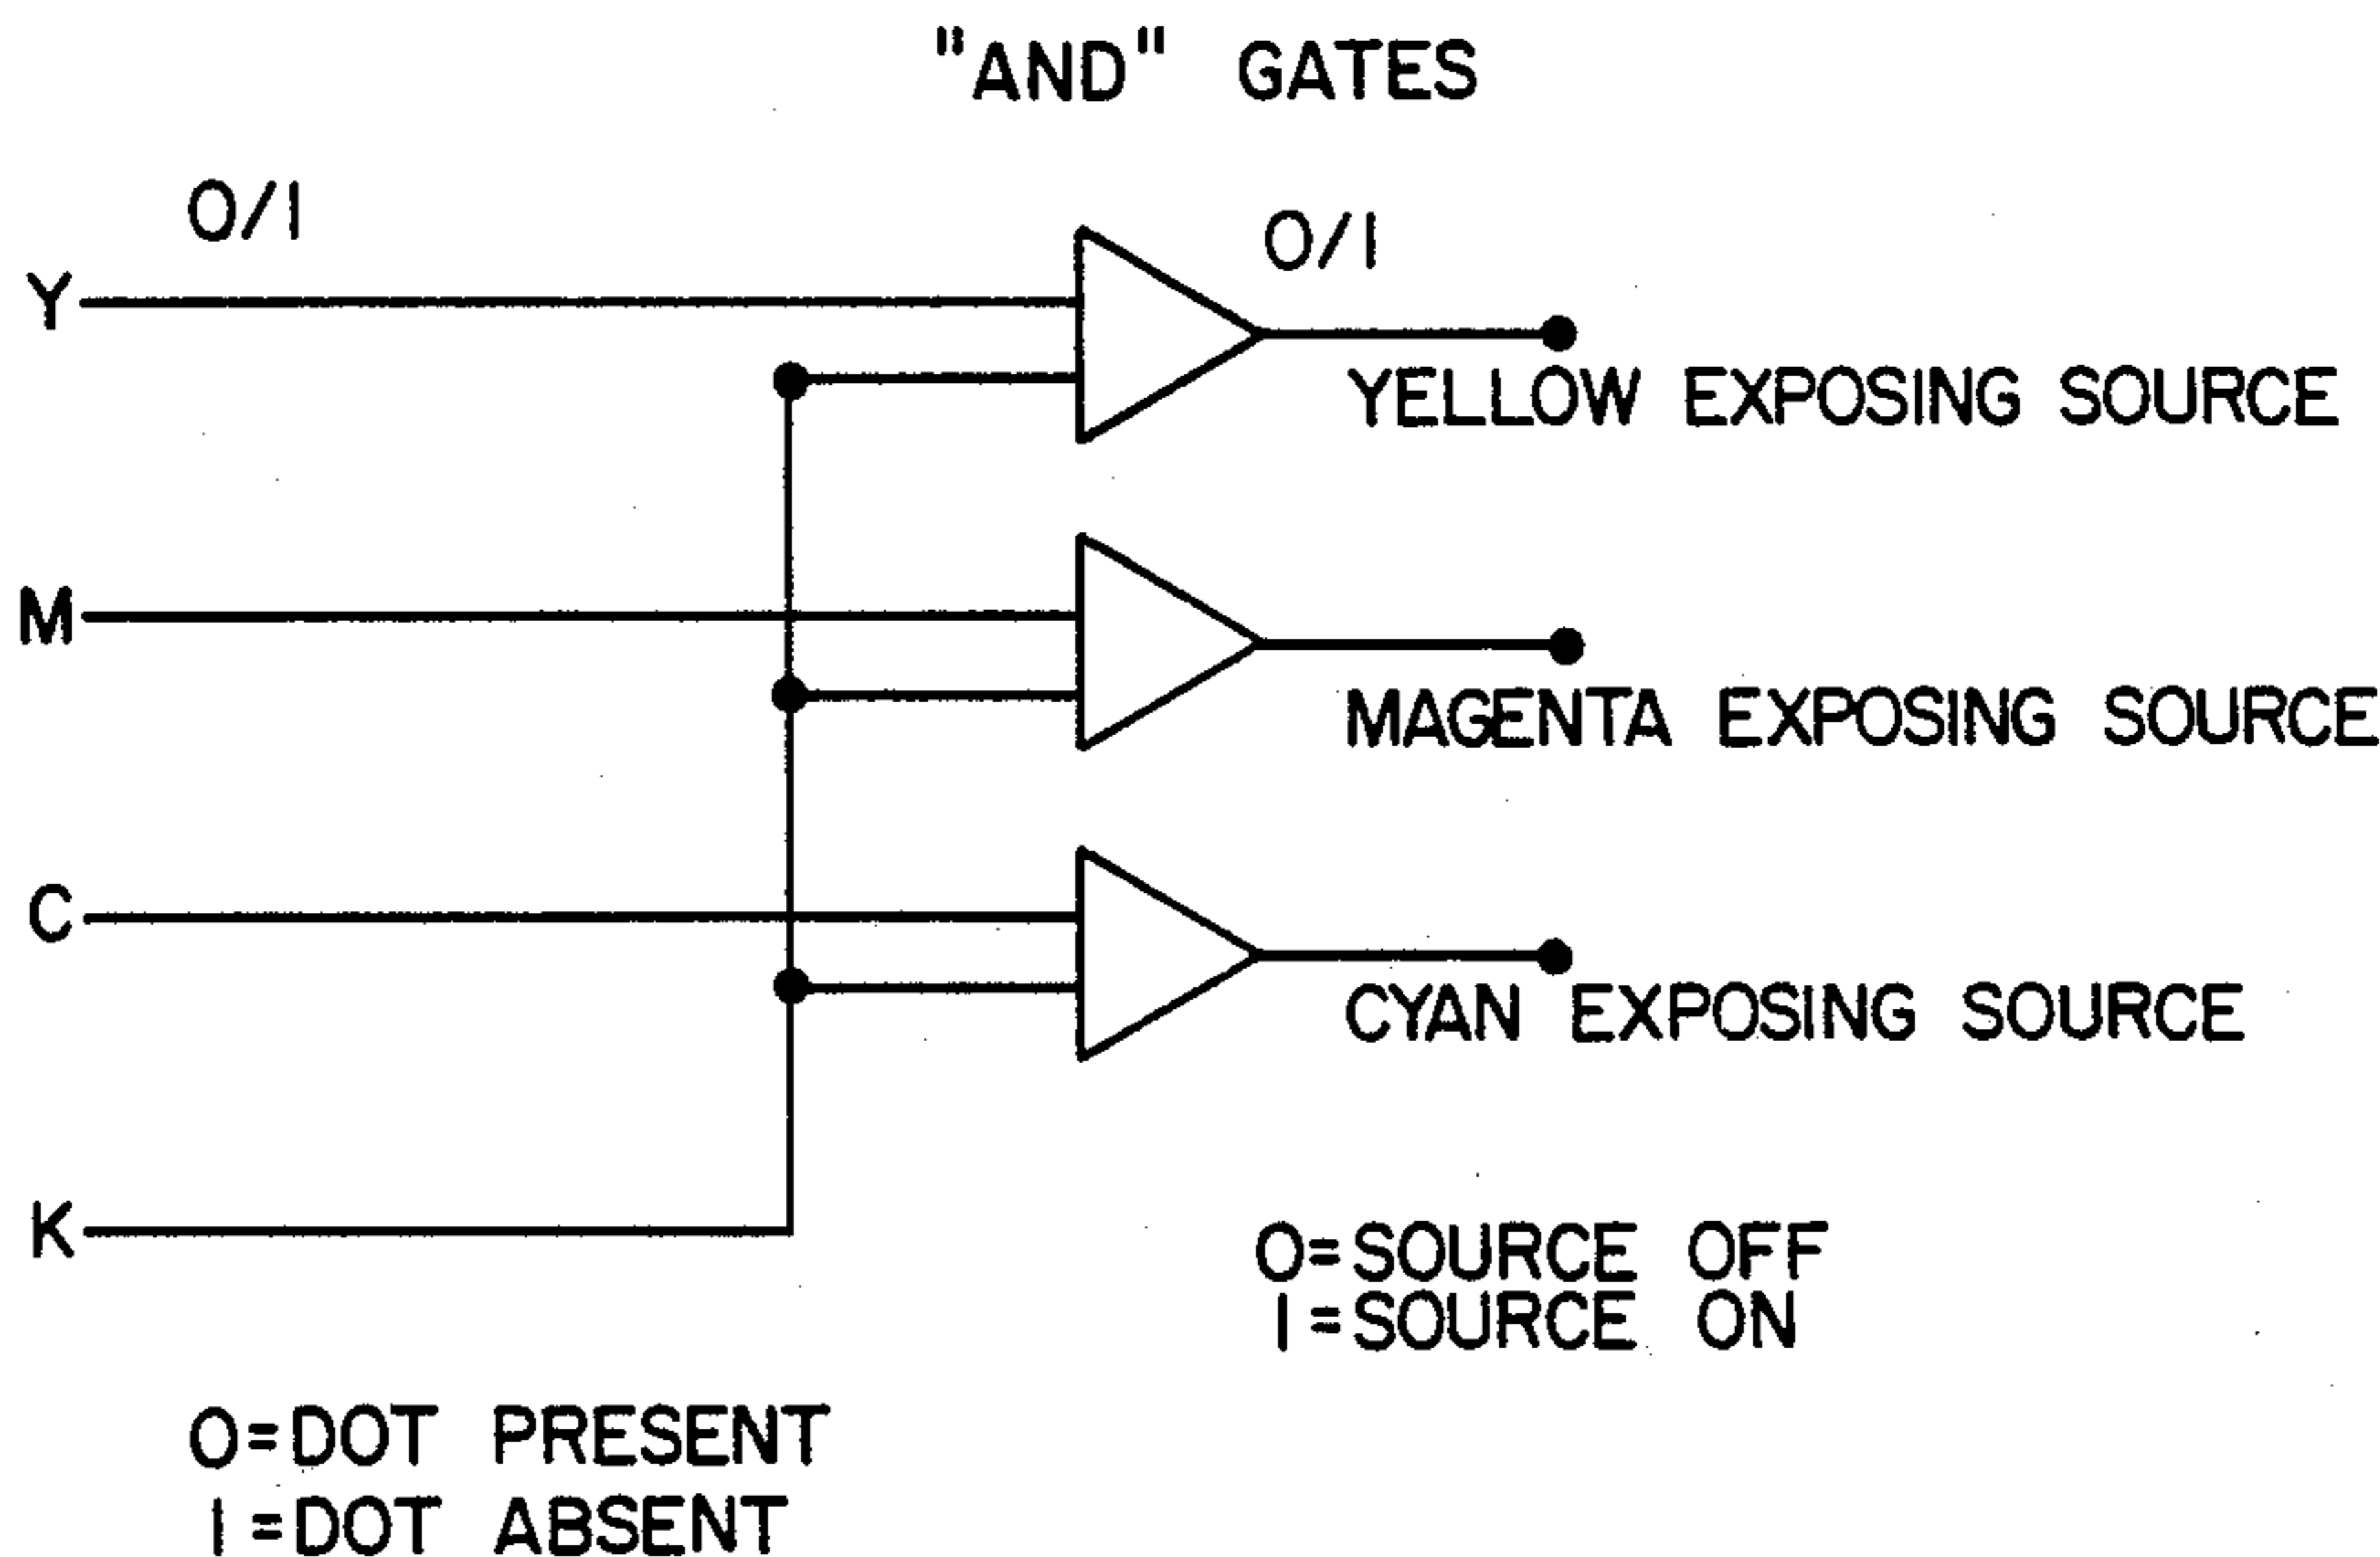 "AND" GATES
0/1
0/1
Y
YELLOW EXPOSING SOURCE
M
MAGENTA EXPOSING SOURCE
C
CYAN EXPOSING SOURCE
K
0=SOURCE OFF
1=SOURCE ON
0=DOT PRESENT
1=DOT ABSENT